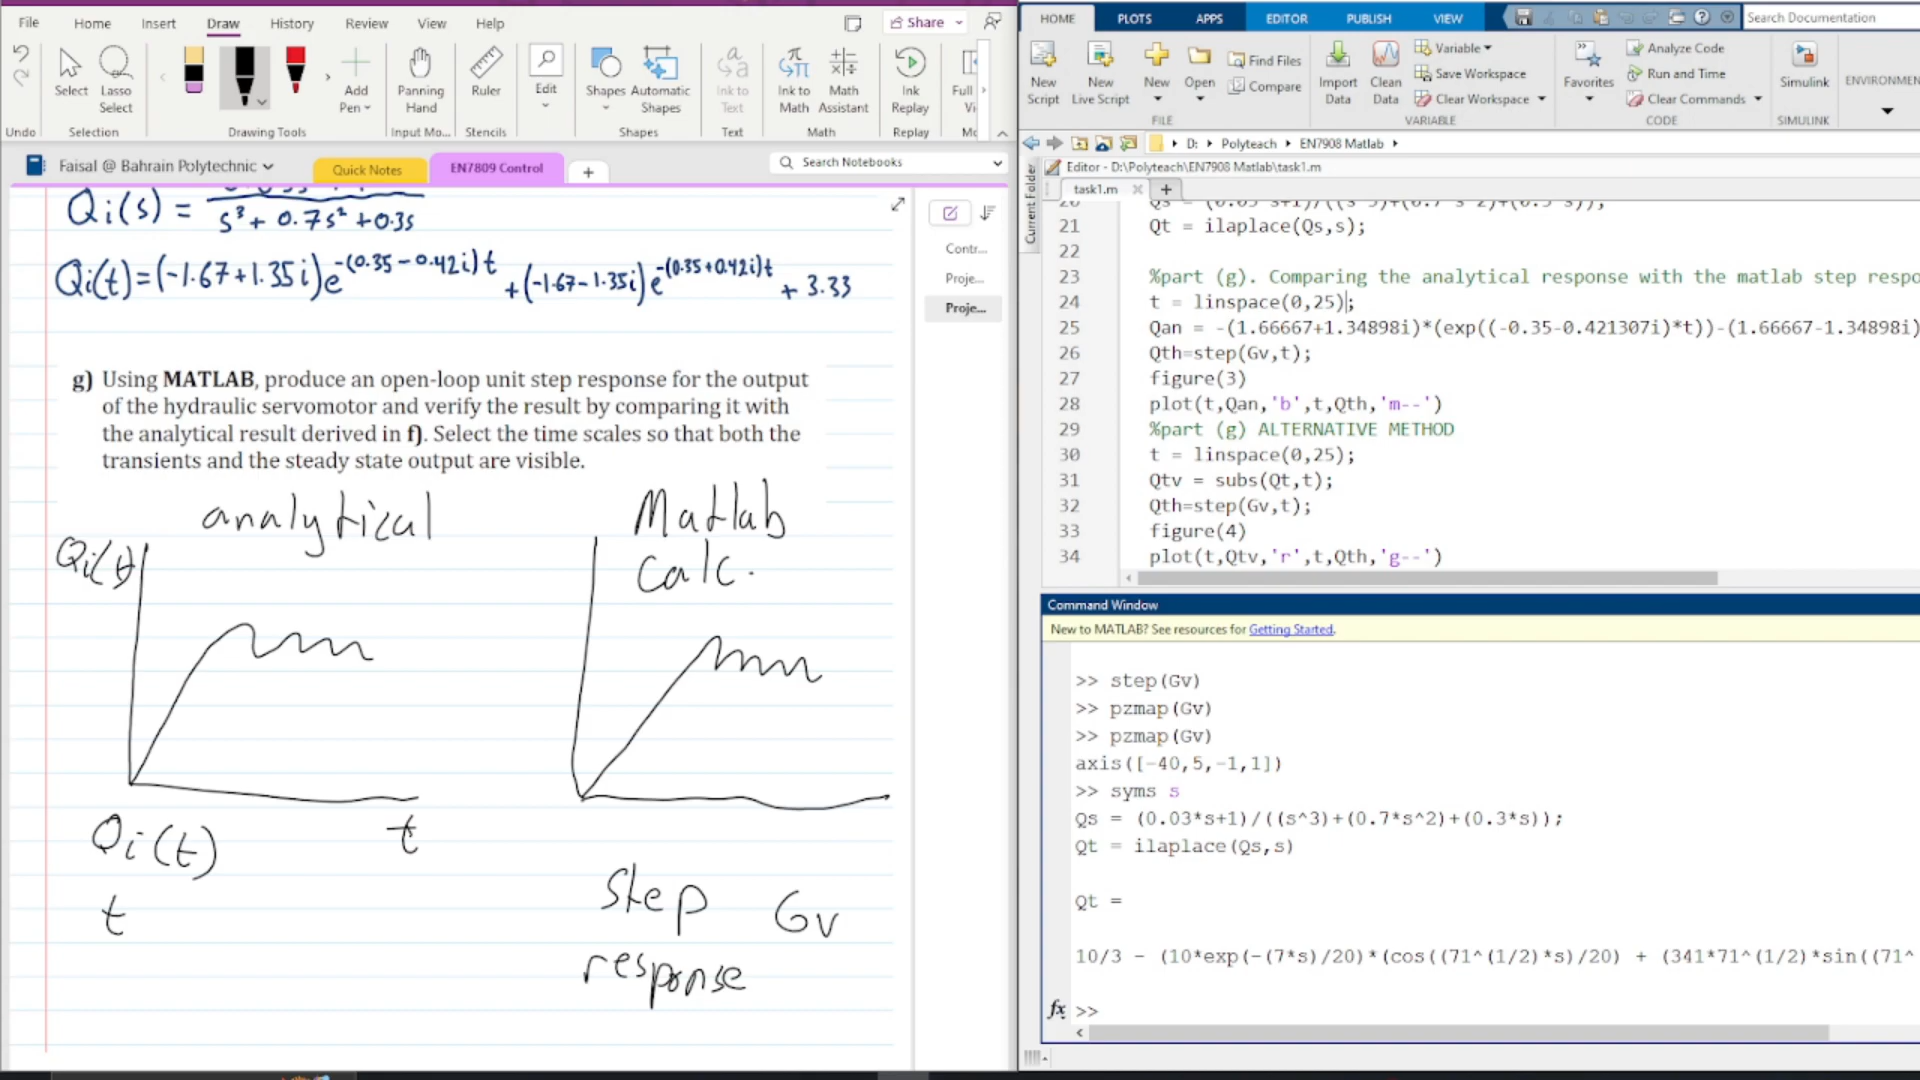 File Home Insert Draw History Review View Help Share
Select Lasso Select Add Pen Panning Hand Ruler Edit Shapes Automatic Shapes Ink to Text Ink to Math Math Assistant Ink Replay Full Vi
Undo Selection Drawing Tools Input Mo... Stencils Shapes Text Math Replay Mc
Faisal @ Bahrain Polytechnic Quick Notes EN7809 Control + Search Notebooks
Qi(s) =
s³ + 0.7s² + 0.3s
Qi(t) = (-1.67+1.35i)e^-(0.35-0.42i)t + (-1.67-1.35i)e^-(0.35+0.42i)t + 3.33
g) Using MATLAB, produce an open-loop unit step response for the output
of the hydraulic servomotor and verify the result by comparing it with
the analytical result derived in f). Select the time scales so that both the
transients and the steady state output are visible.
analytical
Qi(t)
Qi(t) t
t
Matlab
Calc.
Step Gv
response
Contr...
Proje...
Proje...
HOME PLOTS APPS EDITOR PUBLISH VIEW Search Documentation
New Script New Live Script New Open Find Files Compare Import Data Clean Data Variable Save Workspace Clear Workspace Favorites Analyze Code Run and Time Clear Commands Simulink ENVIRONMEN
FILE VARIABLE CODE SIMULINK
D: Polyteach EN7908 Matlab
Current Folder
Editor - D:\Polyteach\EN7908 Matlab\task1.m
task1.m +
21 Qt = ilaplace(Qs,s);
22
23 %part (g). Comparing the analytical response with the matlab step respo
24 t = linspace(0,25);
25 Qan = -(1.66667+1.34898i)*(exp((-0.35-0.421307i)*t))-(1.66667-1.34898i)
26 Qth=step(Gv,t);
27 figure(3)
28 plot(t,Qan,'b',t,Qth,'m--')
29 %part (g) ALTERNATIVE METHOD
30 t = linspace(0,25);
31 Qtv = subs(Qt,t);
32 Qth=step(Gv,t);
33 figure(4)
34 plot(t,Qtv,'r',t,Qth,'g--')
Command Window
New to MATLAB? See resources for Getting Started.
>> step(Gv)
>> pzmap(Gv)
>> pzmap(Gv)
axis([-40,5,-1,1])
>> syms s
Qs = (0.03*s+1)/((s^3)+(0.7*s^2)+(0.3*s));
Qt = ilaplace(Qs,s)
Qt =
10/3 - (10*exp(-(7*s)/20)*(cos((71^(1/2)*s)/20) + (341*71^(1/2)*sin((71^
fx >>